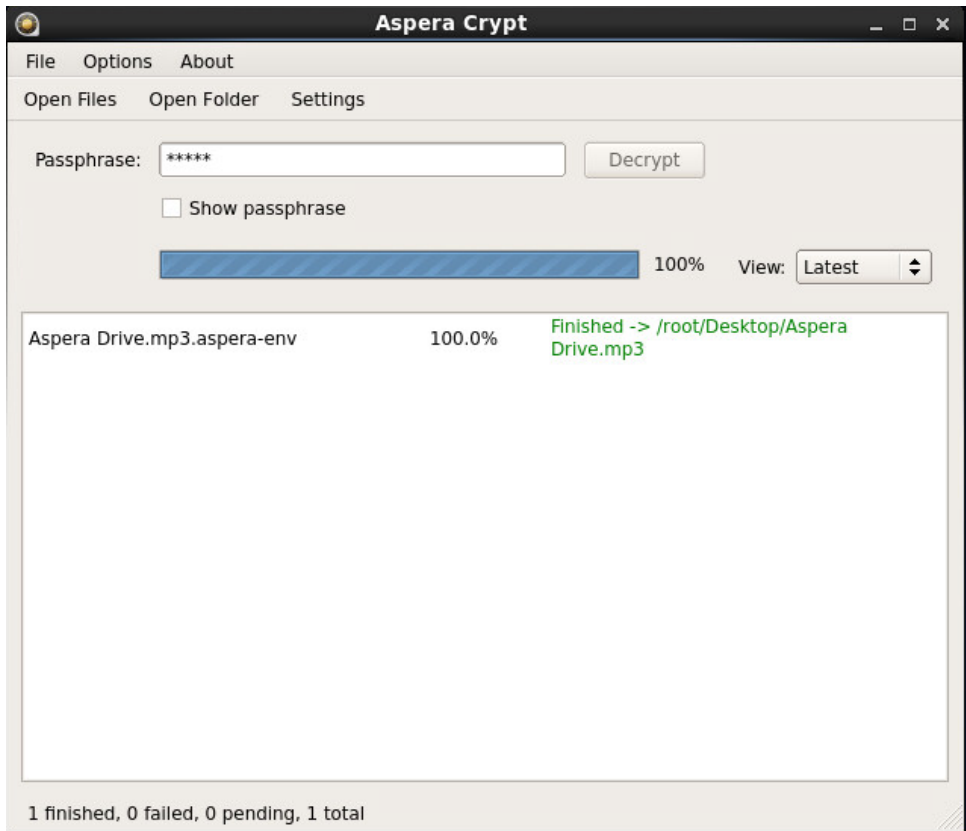 Aspera Crypt
File Options About
Open Files Open Folder Settings
Passphrase: ***** Decrypt
Show passphrase
100% View: Latest
Aspera Drive.mp3.aspera-env 100.0% Finished -> /root/Desktop/Aspera
Drive.mp3
1 finished, 0 failed, 0 pending, 1 total